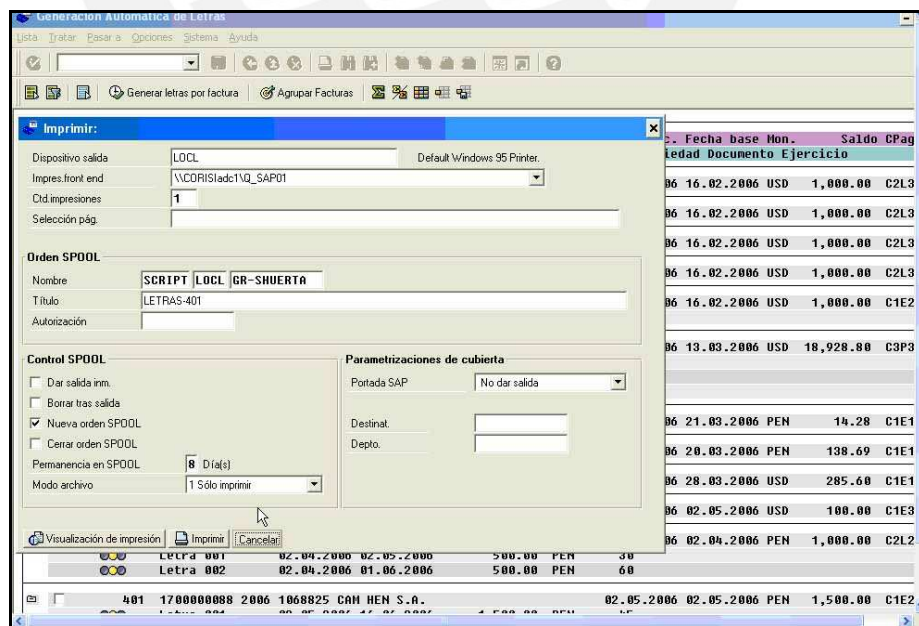 Generación Automática de Letras
Lista Tratar Pasar a Opciones Sistema Ayuda
Generar letras por factura Agrupar Facturas
Imprimir:
c. Fecha base Mon. Saldo CPag
iedad Documento Ejercicio
Dispositivo salida LOCL Default Windows 95 Printer.
Impres.front end \\CORISIadc1\Q_SAP01
Ctd.impresiones 1
Selección pág.
06 16.02.2006 USD 1,000.00 C2L3
06 16.02.2006 USD 1,000.00 C2L3
06 16.02.2006 USD 1,000.00 C2L3
06 16.02.2006 USD 1,000.00 C2L3
06 16.02.2006 USD 1,000.00 C1E2
06 13.03.2006 USD 18,928.80 C3P3
06 21.03.2006 PEN 14.28 C1E1
06 20.03.2006 PEN 138.69 C1E1
06 28.03.2006 PEN 285.60 C1E1
06 02.05.2006 USD 100.00 C1E3
06 02.04.2006 PEN 1,000.00 C2L2
Orden SPOOL
Nombre SCRIPT LOCL GR-SHUERTA
Título LETRAS-401
Autorización
Control SPOOL
Dar salida inm.
Borrar tras salida
Nueva orden SPOOL
Cerrar orden SPOOL
Permanencia en SPOOL 8 Día(s)
Modo archivo 1 Sólo imprimir
Parametrizaciones de cubierta
Portada SAP No dar salida
Destinat.
Depto.
Visualización de impresión Imprimir Cancelar
Letra 001 02.04.2006 02.05.2006 500.00 PEN 30
Letra 002 02.04.2006 01.06.2006 500.00 PEN 60
401 1700000088 2006 1068825 CAM HEN S.A. 02.05.2006 02.05.2006 PEN 1,500.00 C1E2